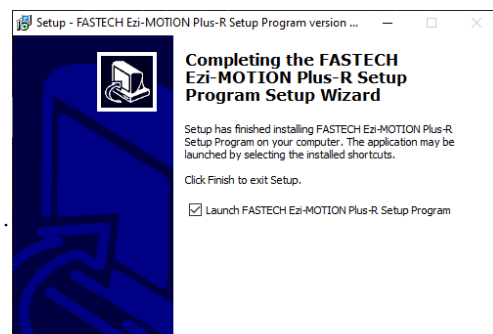 Setup - FASTECH Ezi-MOTION Plus-R Setup Program version ...
Completing the FASTECH
Ezi-MOTION Plus-R Setup
Program Setup Wizard
Setup has finished installing FASTECH Ezi-MOTION Plus-R
Setup Program on your computer. The application may be
launched by selecting the installed shortcuts.
Click Finish to exit Setup.
Launch FASTECH Ezi-MOTION Plus-R Setup Program